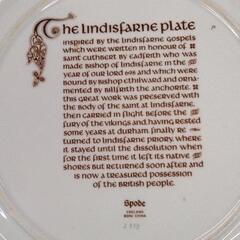 The Lindisfarne Plate
inspired by the Lindisfarne Gospels
which were written in honour of
Saint Cuthbert by Eadfrith who was
made Bishop of Lindisfarne in the
year of our Lord 698 and which were
bound by Bishop Ethilward and orna-
mented by Billfrith the Anchorite.
this great work was preserved with
the body of the saint at Lindisfarne,
then carried in flight before the
fury of the vikings and, having rested
some years at Durham, finally re
turned to Lindisfarne Priory, where
it stayed until the dissolution when
for the first time it left its native
shores but returned soon after and
is now a treasured possession
of the British people.
Spode
ENGLAND
BONE CHINA